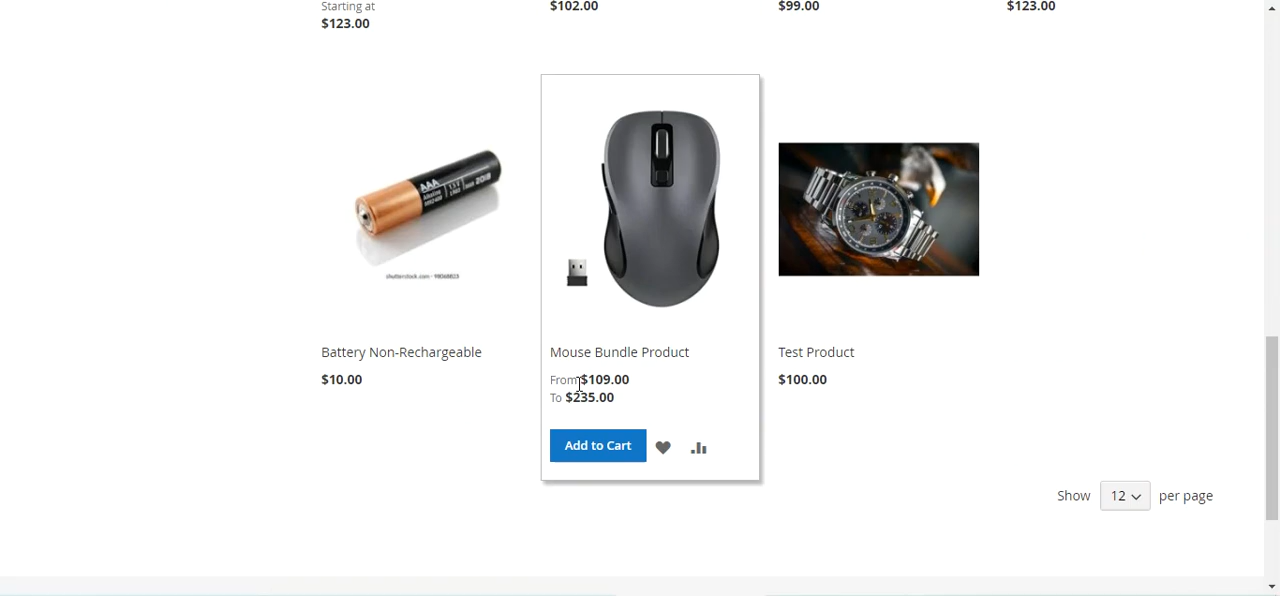 Starting at
$123.00
$102.00
$99.00
$123.00
Battery Non-Rechargeable
$10.00
Mouse Bundle Product
From $109.00
To $235.00
Add to Cart
Test Product
$100.00
Show 12 per page